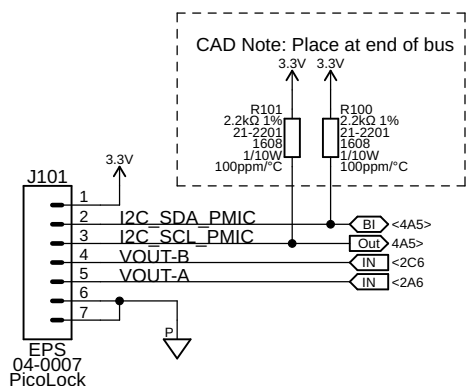 CAD Note: Place at end of bus
3.3V 3.3V
R101
2.2kΩ 1%
21-2201
1608
1/10W
100ppm/°C
R100
2.2kΩ 1%
21-2201
1608
1/10W
100ppm/°C
3.3V
J101
1
2 I2C_SDA_PMIC BI <4A5>
3 I2C_SCL_PMIC Out 4A5>
4 VOUT-B IN <2C6
5 VOUT-A IN <2A6
6
7
P
EPS
04-0007
PicoLock